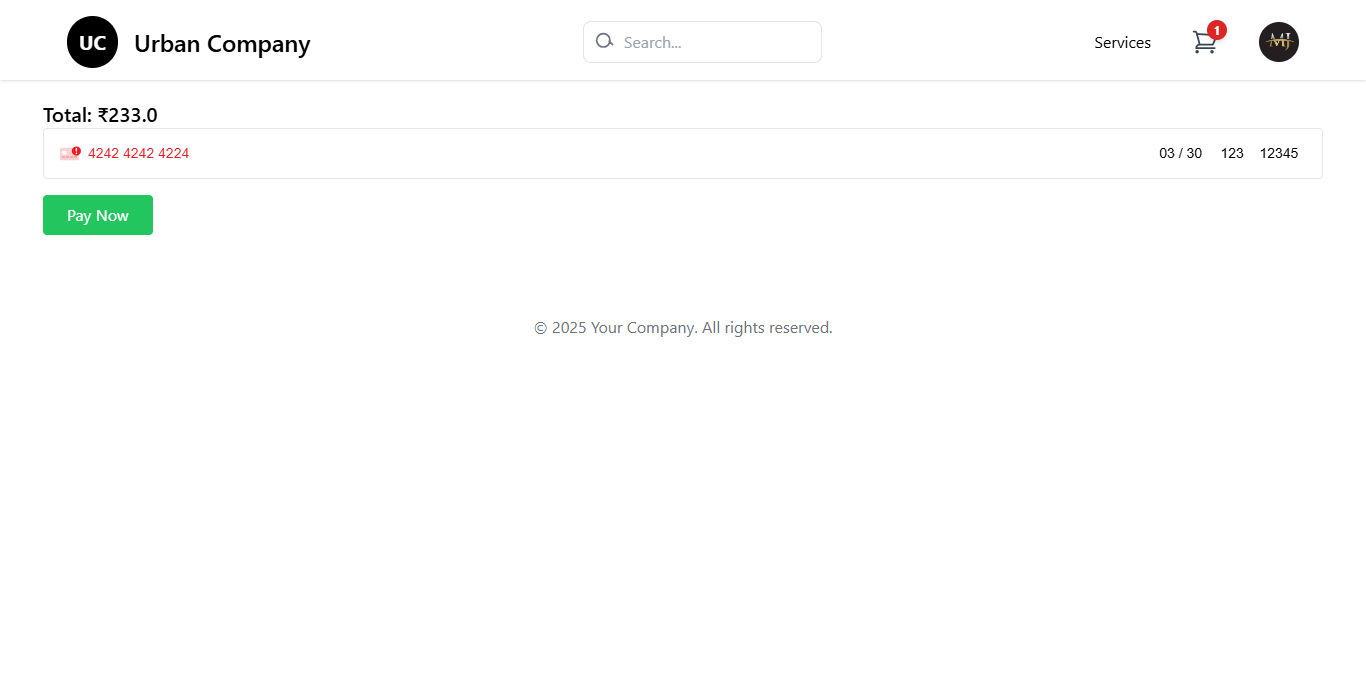 UC Urban Company Search... Services 1 MJ
Total: ₹233.0
4242 4242 4224 03 / 30 123 12345
Pay Now
© 2025 Your Company. All rights reserved.